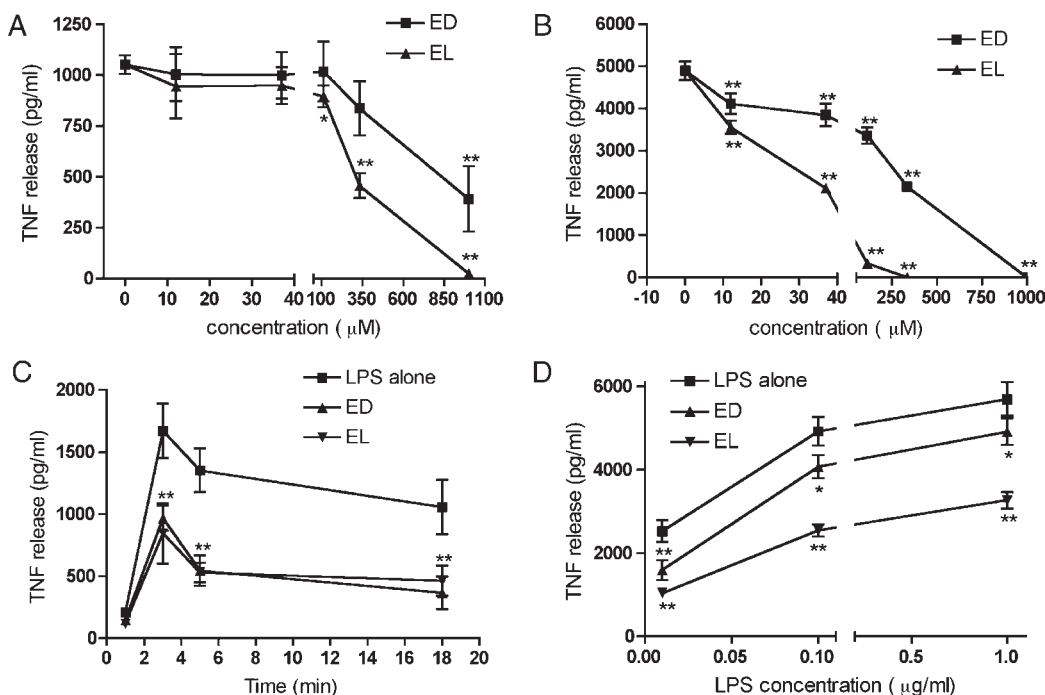 A
TNF release (pg/ml)
1250
1000
750
500
250
0
ED
EL
*
**
**
**
0 10 20 30 40 100 350 600 850 1100
concentration ( μM)
B
TNF release (pg/ml)
6000
5000
4000
3000
2000
1000
0
ED
EL
**
**
**
**
**
**
**
**
-10 0 10 20 30 40 250 500 750 1000
concentration ( μM)
C
TNF release (pg/ml)
2000
1500
1000
500
0
LPS alone
ED
EL
**
**
**
0 2 4 6 8 10 12 14 16 18 20
Time (min)
D
TNF release (pg/ml)
6000
4000
2000
0
LPS alone
ED
EL
**
*
*
**
**
**
0.00 0.05 0.10 0.5 1.0
LPS concentration ( μg/ml)